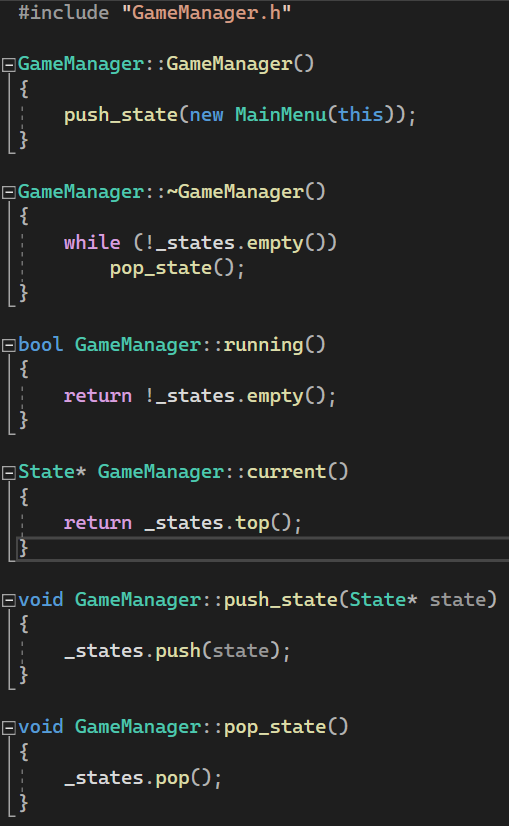 #include "GameManager.h"
GameManager::GameManager()
{
    push_state(new MainMenu(this));
}
GameManager::~GameManager()
{
    while (!_states.empty())
        pop_state();
}
bool GameManager::running()
{
    return !_states.empty();
}
State* GameManager::current()
{
    return _states.top();
}
void GameManager::push_state(State* state)
{
    _states.push(state);
}
void GameManager::pop_state()
{
    _states.pop();
}